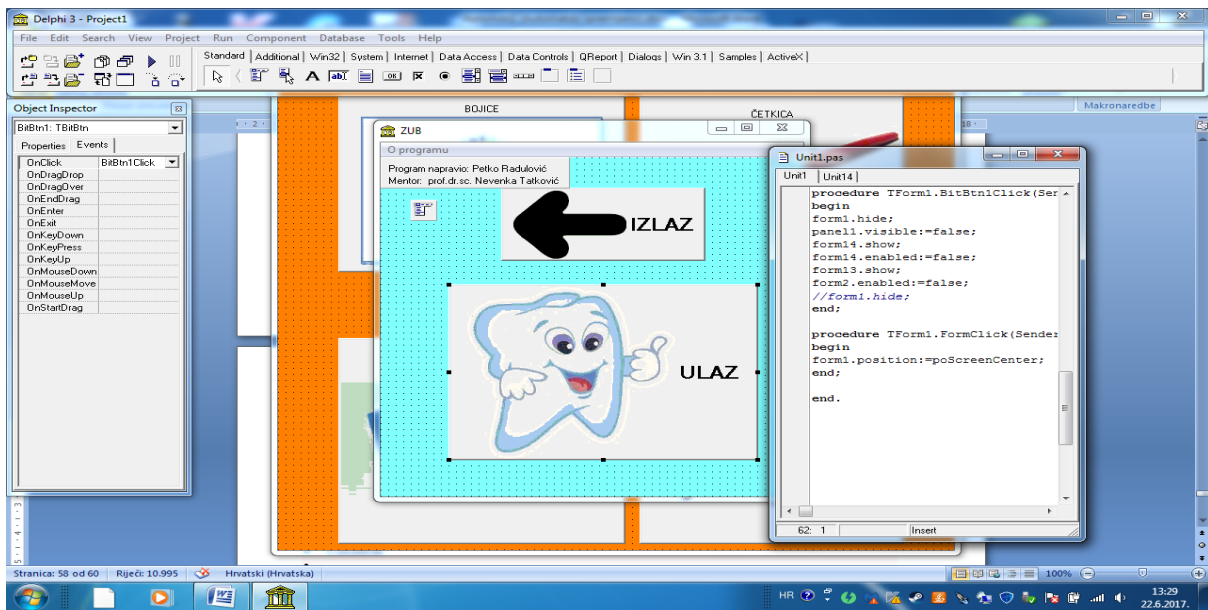 Delphi 3 - Project1
File Edit Search View Project Run Component Database Tools Help
Standard Additional Win32 System Internet Data Access Data Controls QReport Dialogs Win 3.1 Samples ActiveX
Object Inspector
BitBtn1: TBitBtn
Properties Events
OnClick BitBtn1Click
OnDragDrop
OnDragOver
OnEndDrag
OnEnter
OnExit
OnKeyDown
OnKeyPress
OnKeyUp
OnMouseDown
OnMouseMove
OnMouseUp
OnStartDrag
Makronaredbe
BOJICE
ČETKICA
ZUB
O programu
Program napravio: Petko Radulović
Mentor: prof.dr.sc. Nevenka Tatković
IZLAZ
ULAZ
Unit1.pas
Unit1 Unit14
procedure TForm1.BitBtn1Click(Ser
begin
form1.hide;
panel1.visible:=false;
form14.show;
form14.enabled:=false;
form13.show;
form2.enabled:=false;
//form1.hide;
end;
procedure TForm1.FormClick(Sender
begin
form1.position:=poScreenCenter;
end;
end.
62: 1 Insert
Stranica: 58 od 60 Riječi: 10.995 Hrvatski (Hrvatska) 100%
HR 13:29
22.6.2017.